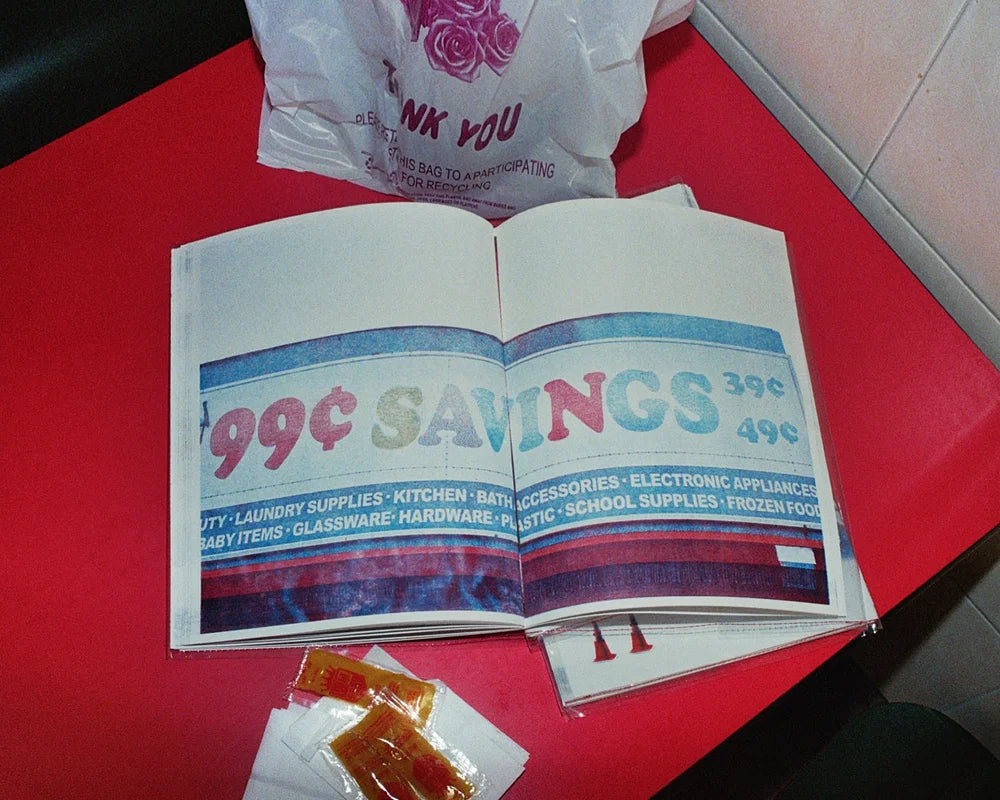 NK YOU
THIS BAG TO A PARTICIPATING
FOR RECYCLING
99¢ SAVINGS 39¢
49¢
UTY · LAUNDRY SUPPLIES · KITCHEN · BATH ACCESSORIES · ELECTRONIC APPLIANCES
BABY ITEMS · GLASSWARE · HARDWARE · PLASTIC · SCHOOL SUPPLIES · FROZEN FOOD